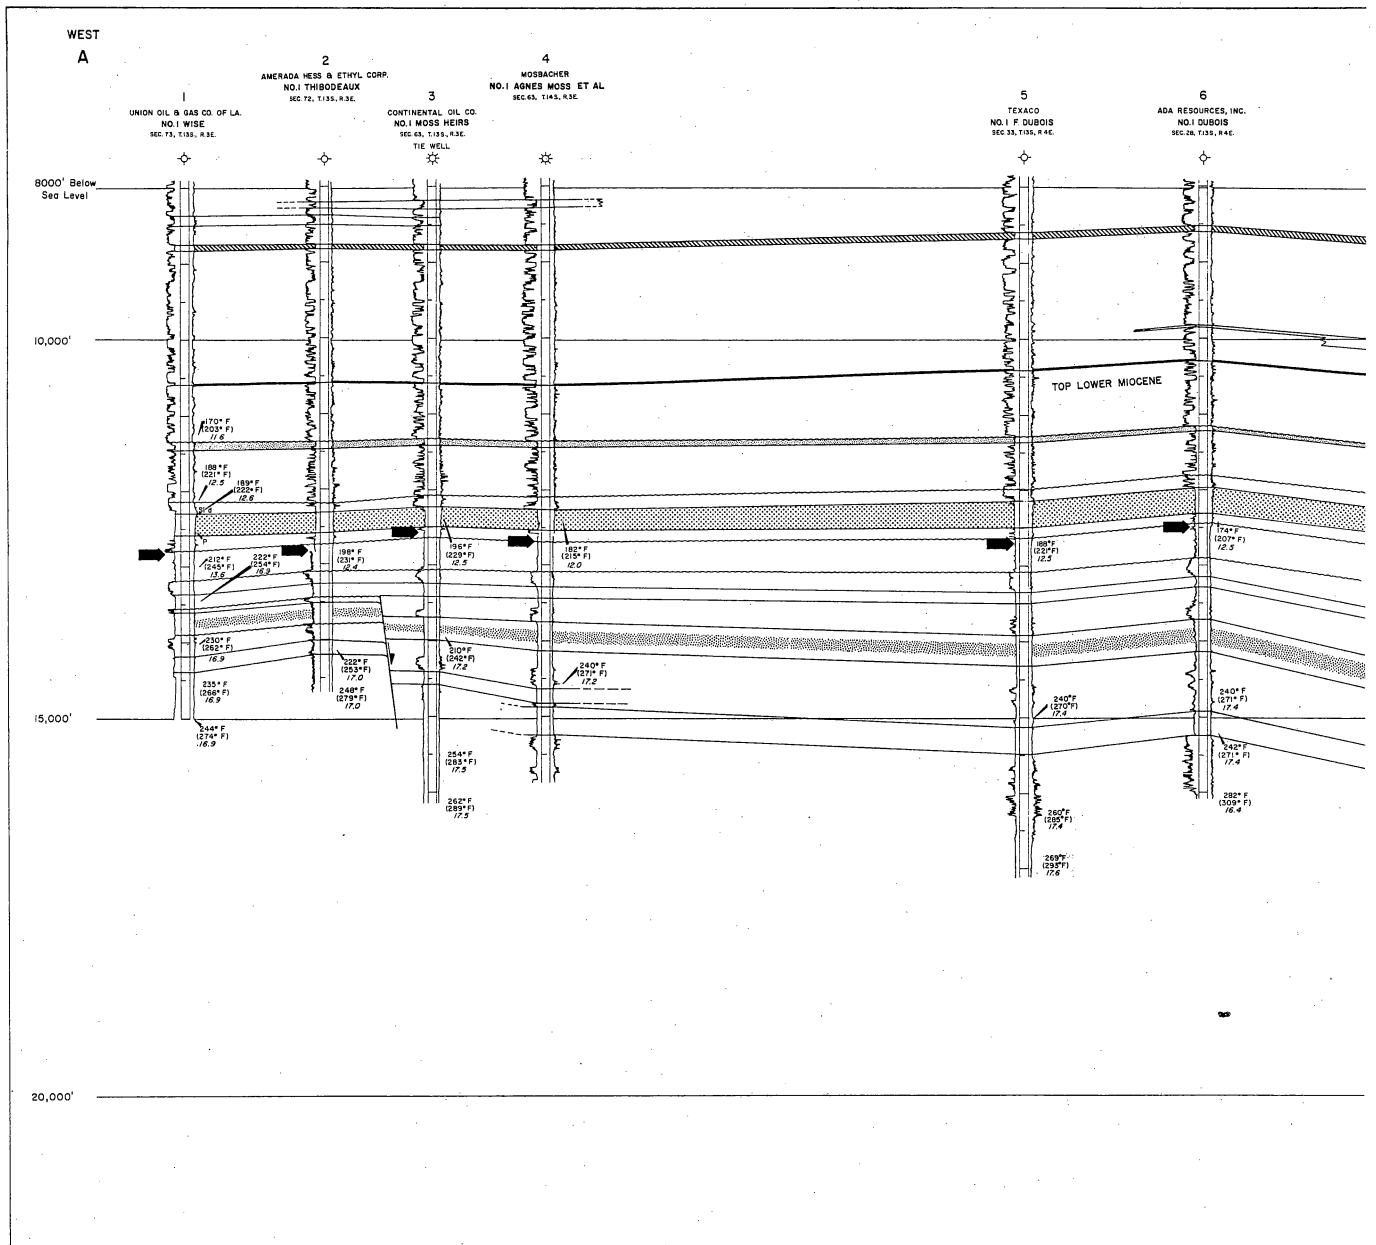 WEST
A
1
UNION OIL & GAS CO. OF LA.
NO.1 WISE
SEC. 73, T.13S., R.3E.
2
AMERADA HESS & ETHYL CORP.
NO.1 THIBODEAUX
SEC. 72, T.13S., R.3E.
3
CONTINENTAL OIL CO.
NO.1 MOSS HEIRS
SEC. 63, T.13S., R.3E.
TIE WELL
4
MOSBACHER
NO.1 AGNES MOSS ET AL
SEC. 63, T.14S., R.3E.
5
TEXACO
NO.1 F. DUBOIS
SEC. 33, T.13S, R 4E.
6
ADA RESOURCES, INC.
NO.1 DUBOIS
SEC. 28, T.13S, R 4E.
8000' Below
Sea Level
10,000'
TOP LOWER MIOCENE
170° F
(203° F)
11.6
188° F
(221° F)
12.5
189° F
(222° F)
12.6
P
212° F
(245° F)
13.6
222° F
(254° F)
16.9
230° F
(262° F)
16.9
235° F
(266° F)
16.9
244° F
(274° F)
16.9
198° F
(231° F)
12.4
222° F
(253° F)
17.0
248° F
(279° F)
17.0
196° F
(229° F)
12.5
210° F
(242° F)
17.2
254° F
(283° F)
17.5
262° F
(289° F)
17.5
182° F
(215° F)
12.0
240° F
(271° F)
17.2
188° F
(221° F)
12.5
240° F
(270° F)
17.4
260° F
(285° F)
17.4
269° F
(293° F)
17.6
174° F
(207° F)
12.5
240° F
(271° F)
17.4
242° F
(271° F)
17.4
282° F
(309° F)
16.4
15,000'
20,000'